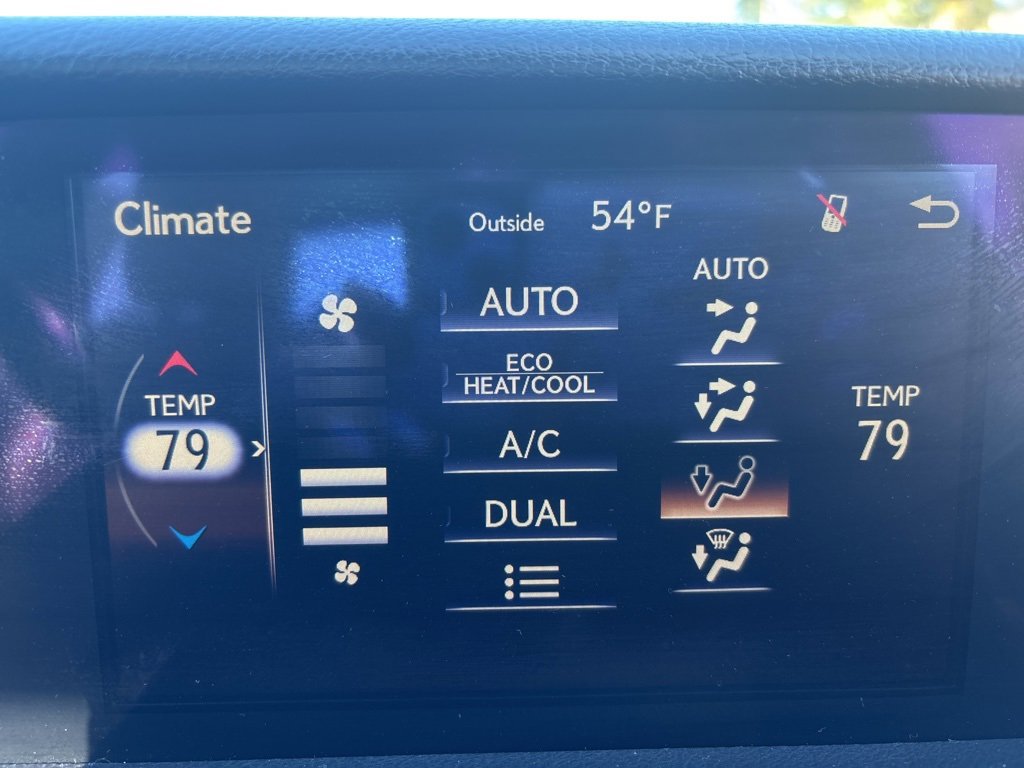 Climate
Outside 54°F
TEMP
79
AUTO
ECO
HEAT/COOL
A/C
DUAL
AUTO
TEMP
79